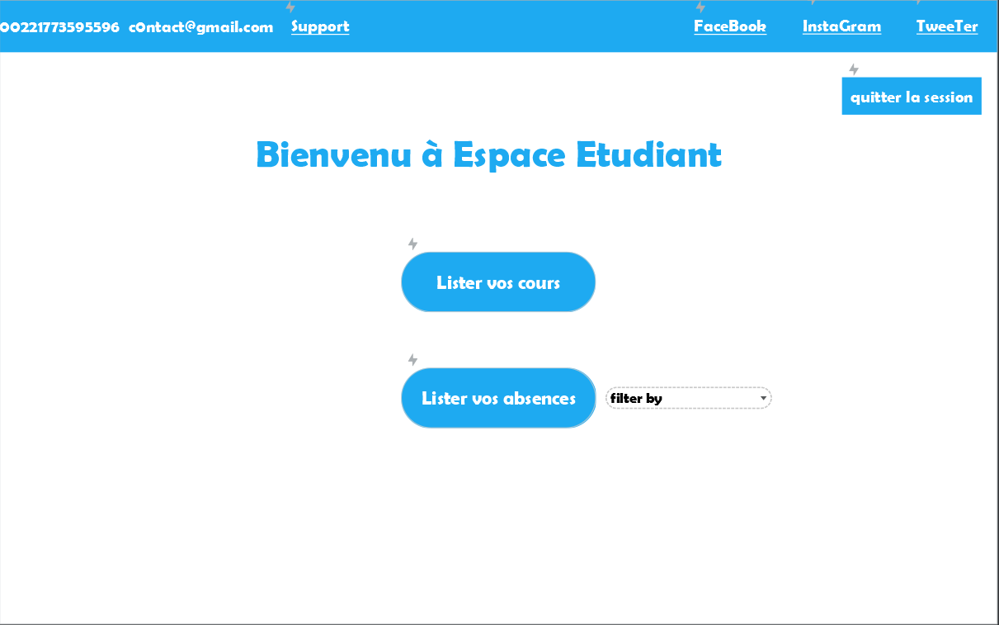 00221773595596 c0ntact@gmail.com Support FaceBook InstaGram TweeTer
quitter la session
Bienvenu à Espace Etudiant
Lister vos cours
Lister vos absences filter by